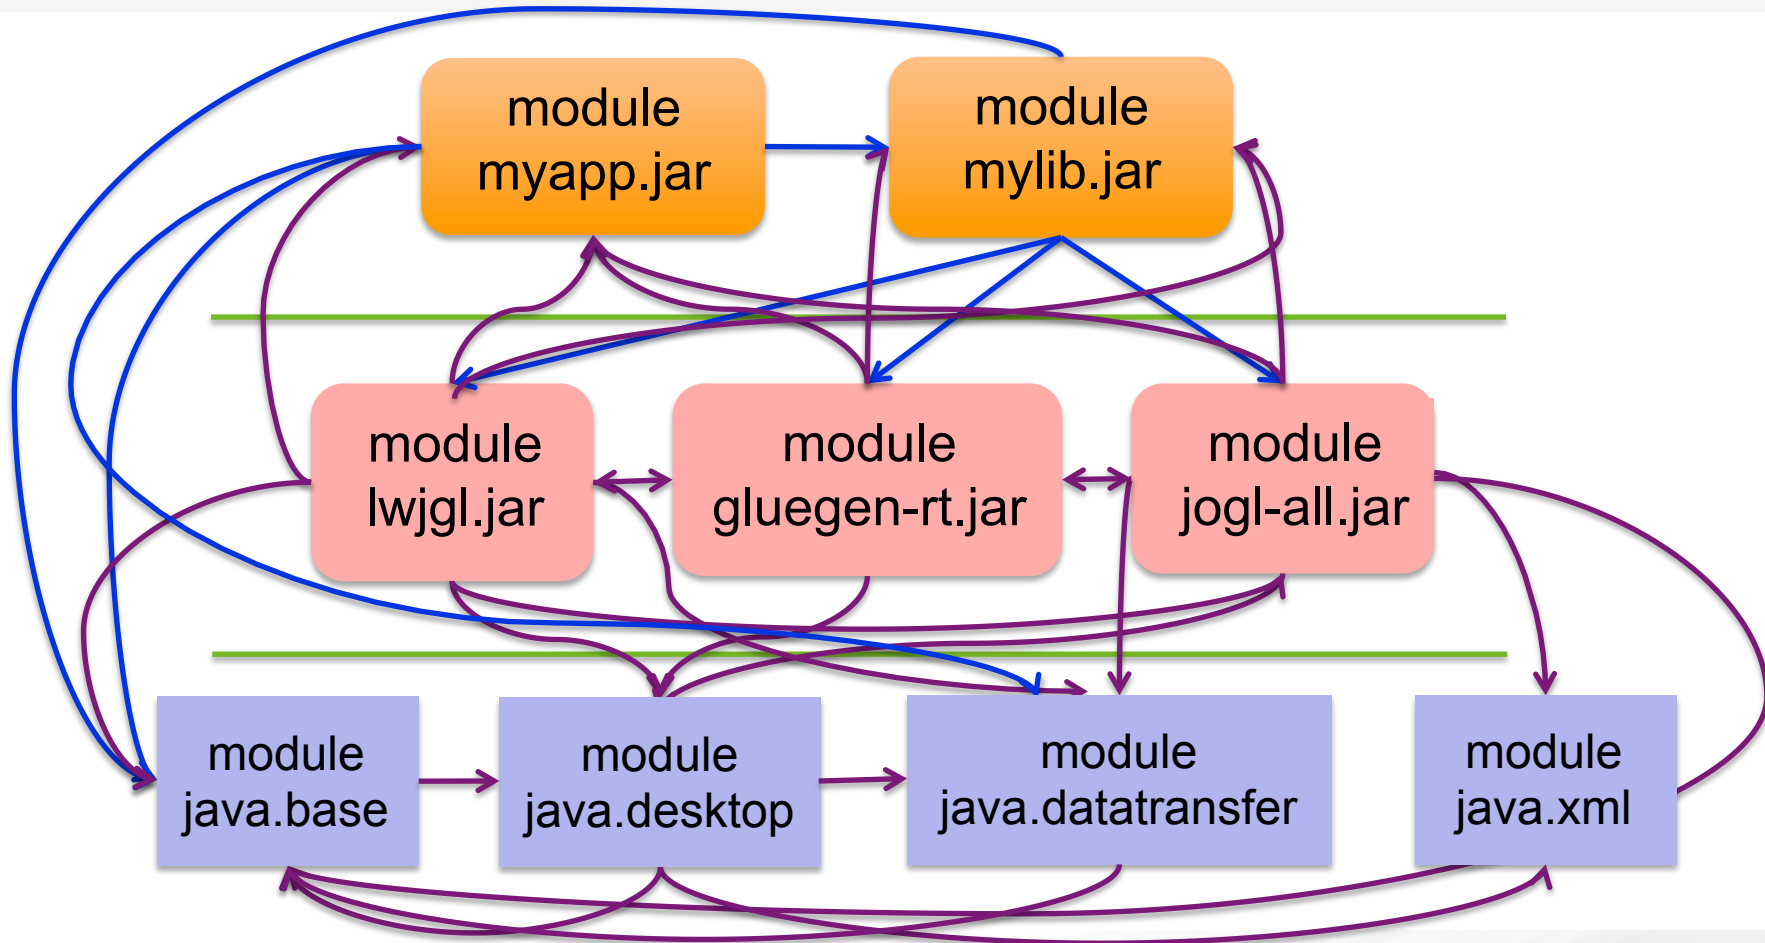 module
myapp.jar
module
mylib.jar
module
lwjgl.jar
module
gluegen-rt.jar
module
jogl-all.jar
module
java.base
module
java.desktop
module
java.datatransfer
module
java.xml